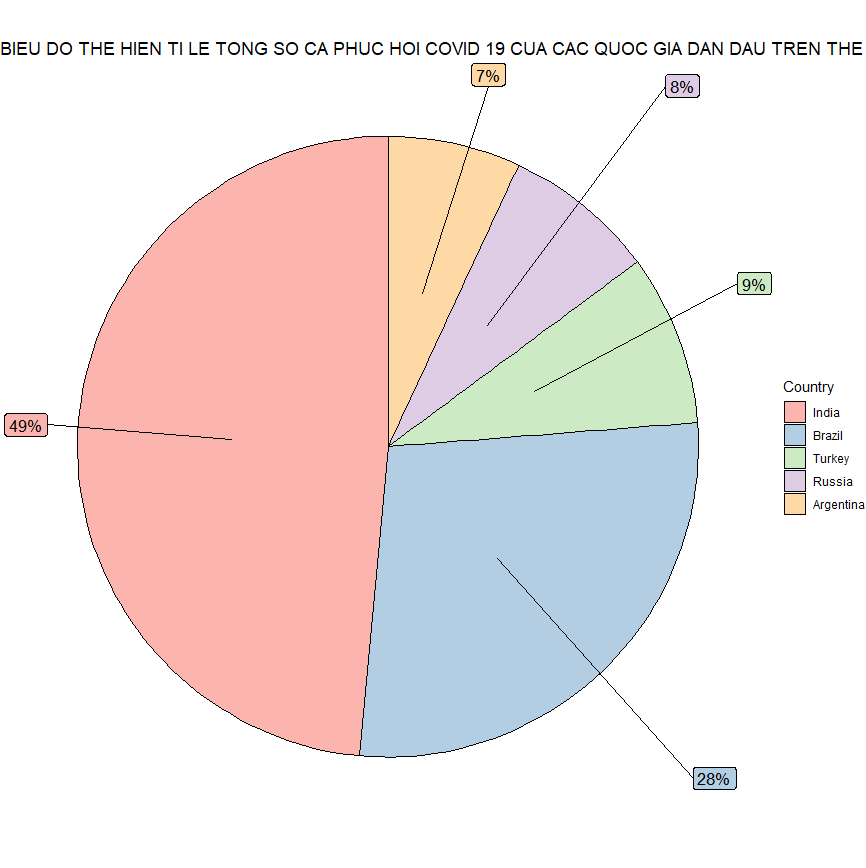 BIEU DO THE HIEN TI LE TONG SO CA PHUC HOI COVID 19 CUA CAC QUOC GIA DAN DAU TREN THE
7%
8%
9%
49%
28%
Country
India
Brazil
Turkey
Russia
Argentina